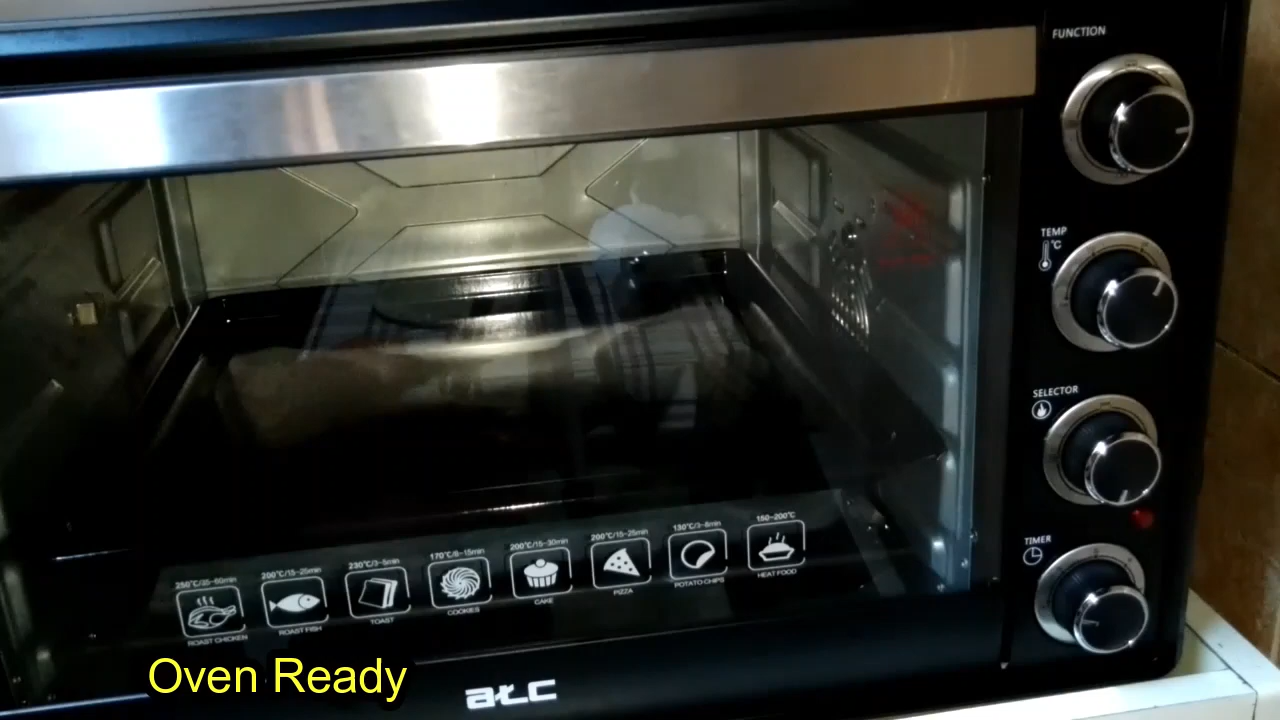 FUNCTION
TEMP
°C
SELECTOR
TIMER
250°C/25-60min
200°C/15-25min
230°C/3-5min
170°C/8-15min
200°C/15-30min
200°C/15-25min
130°C/3-6min
150-200°C
ROAST CHICKEN
ROAST FISH
TOAST
COOKIES
CAKE
PIZZA
POTATO CHIPS
HEAT FOOD
Oven Ready
atc